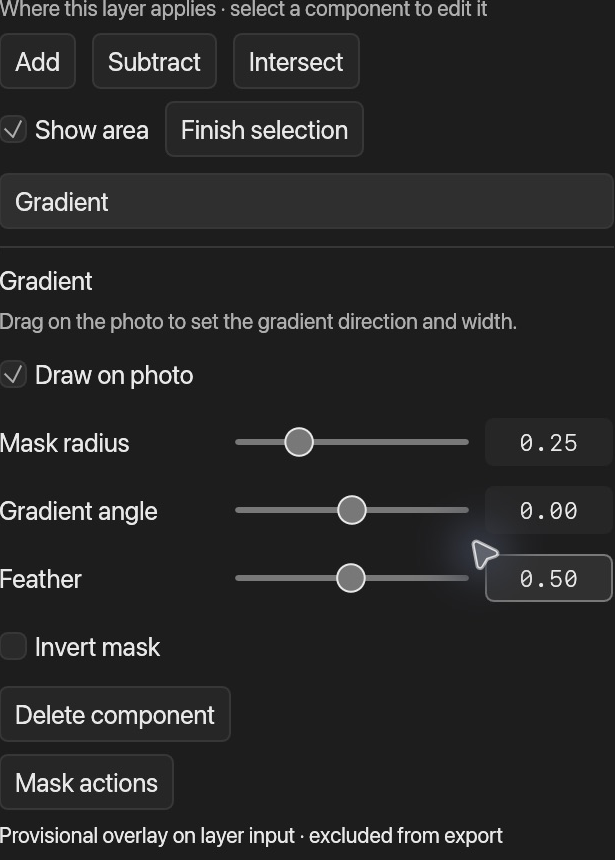 Where this layer applies · select a component to edit it
Add Subtract Intersect
Show area Finish selection
Gradient
Gradient
Drag on the photo to set the gradient direction and width.
Draw on photo
Mask radius 0.25
Gradient angle 0.00
Feather 0.50
Invert mask
Delete component
Mask actions
Provisional overlay on layer input · excluded from export